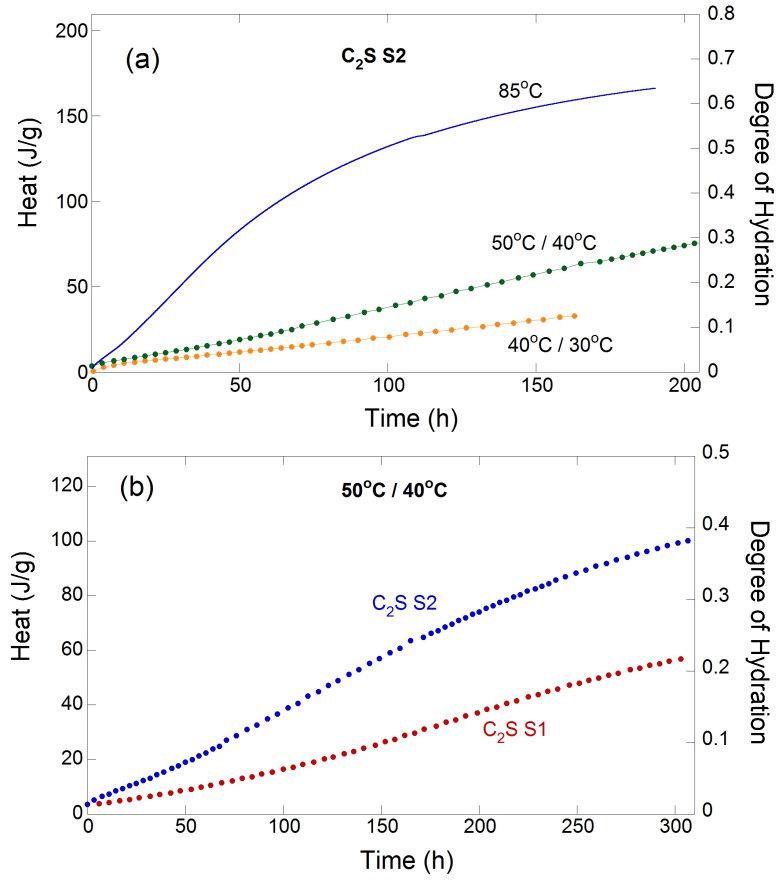 (a)
C₂S S2
85°C
50°C / 40°C
40°C / 30°C
Heat (J/g)
200
150
100
50
0
Degree of Hydration
0.8
0.7
0.6
0.5
0.4
0.3
0.2
0.1
0
0
50
100
150
200
Time (h)
(b)
50°C / 40°C
C₂S S2
C₂S S1
Heat (J/g)
120
100
80
60
40
20
0
Degree of Hydration
0.5
0.4
0.3
0.2
0.1
0
0
50
100
150
200
250
300
Time (h)